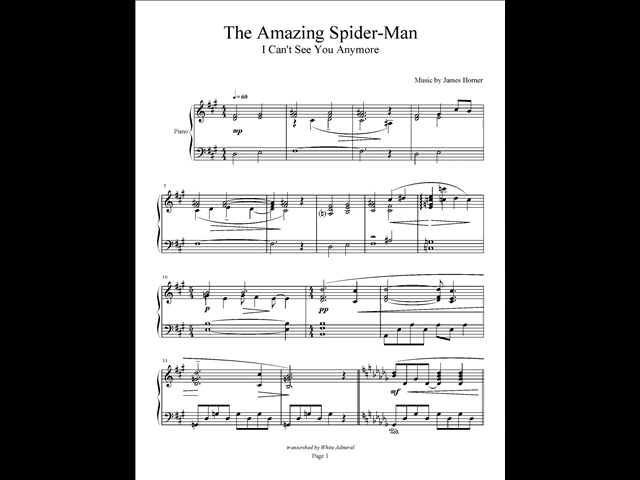 The Amazing Spider-Man
I Can't See You Anymore
Music by James Horner
♩= 60
Piano
mp
5
10
p
pp
13
mf
transcribed by White Admiral
Page 1